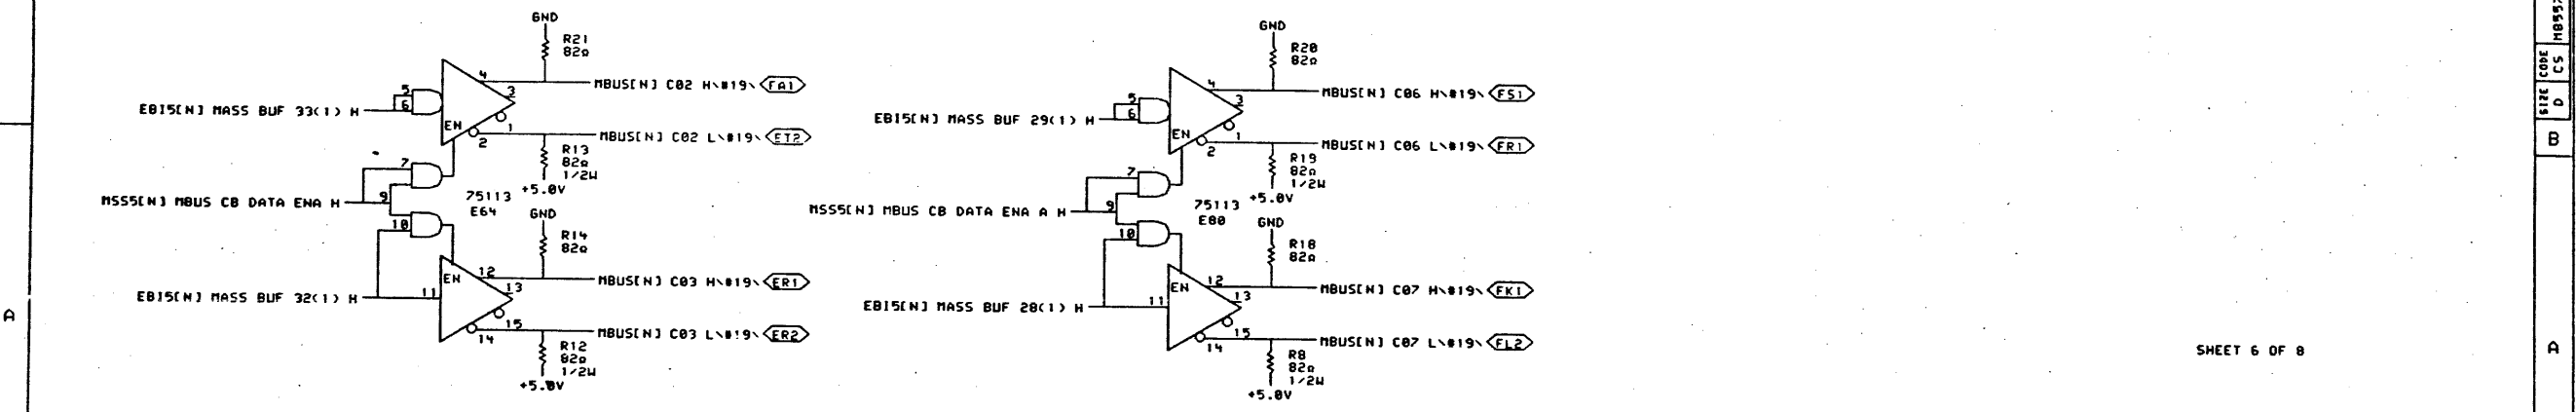 GND
R21
82Ω
4
3
MBUS[N] C02 H\#19\ FA1
5
6
EBI5[N] MASS BUF 33(1) H
EN
1
2
MBUS[N] C02 L\#19\ ET2
R13
82Ω
1/2W
+5.0V
7
MSS5[N] MBUS CB DATA ENA H
9
75113
E64
10
GND
R14
82Ω
EN
12
13
MBUS[N] C03 H\#19\ ER1
EBI5[N] MASS BUF 32(1) H
11
15
14
MBUS[N] C03 L\#19\ ER2
R12
82Ω
1/2W
+5.0V
GND
R20
82Ω
4
3
MBUS[N] C06 H\#19\ FS1
5
6
EBI5[N] MASS BUF 29(1) H
EN
1
2
MBUS[N] C06 L\#19\ FR1
R19
82Ω
1/2W
+5.0V
7
MSS5[N] MBUS CB DATA ENA A H
9
75113
E80
10
GND
R18
82Ω
EN
12
13
MBUS[N] C07 H\#19\ FK1
EBI5[N] MASS BUF 28(1) H
11
15
14
MBUS[N] C07 L\#19\ FL2
R8
82Ω
1/2W
+5.0V
A
SHEET 6 OF 8
SIZE CODE
D CS
B
A